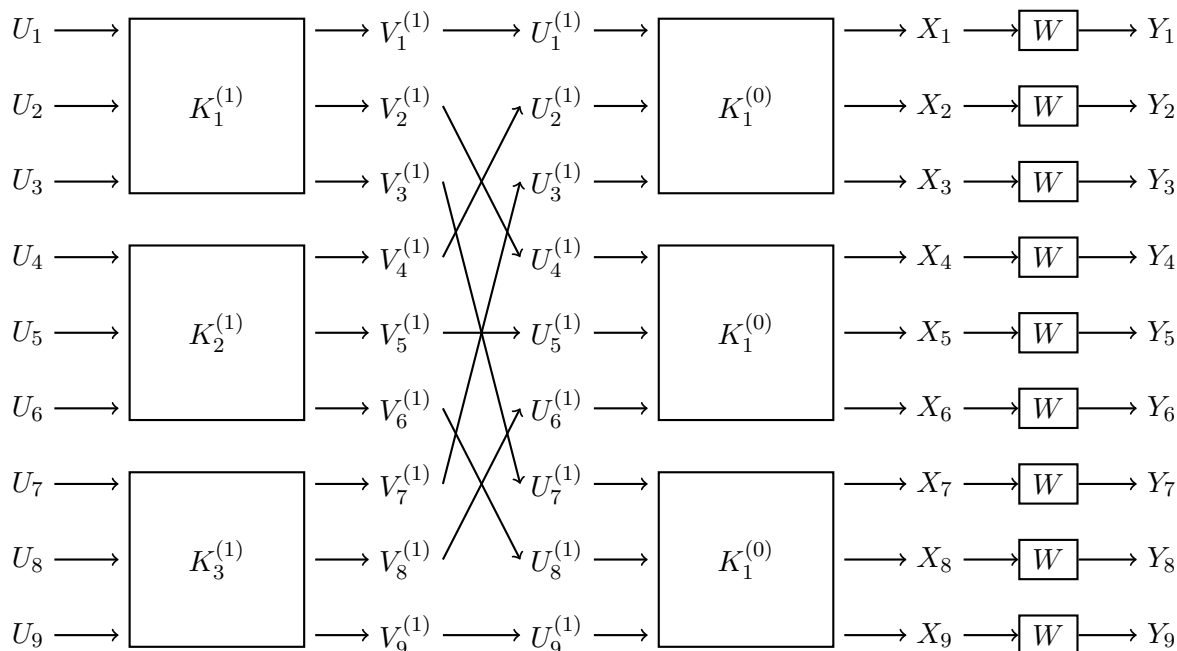 U₁ V₁⁽¹⁾ U₁⁽¹⁾ X₁ W Y₁
U₂ K₁⁽¹⁾ V₂⁽¹⁾ U₂⁽¹⁾ K₁⁽⁰⁾ X₂ W Y₂
U₃ V₃⁽¹⁾ U₃⁽¹⁾ X₃ W Y₃
U₄ V₄⁽¹⁾ U₄⁽¹⁾ X₄ W Y₄
U₅ K₂⁽¹⁾ V₅⁽¹⁾ U₅⁽¹⁾ K₁⁽⁰⁾ X₅ W Y₅
U₆ V₆⁽¹⁾ U₆⁽¹⁾ X₆ W Y₆
U₇ V₇⁽¹⁾ U₇⁽¹⁾ X₇ W Y₇
U₈ K₃⁽¹⁾ V₈⁽¹⁾ U₈⁽¹⁾ K₁⁽⁰⁾ X₈ W Y₈
U₉ V₉⁽¹⁾ U₉⁽¹⁾ X₉ W Y₉